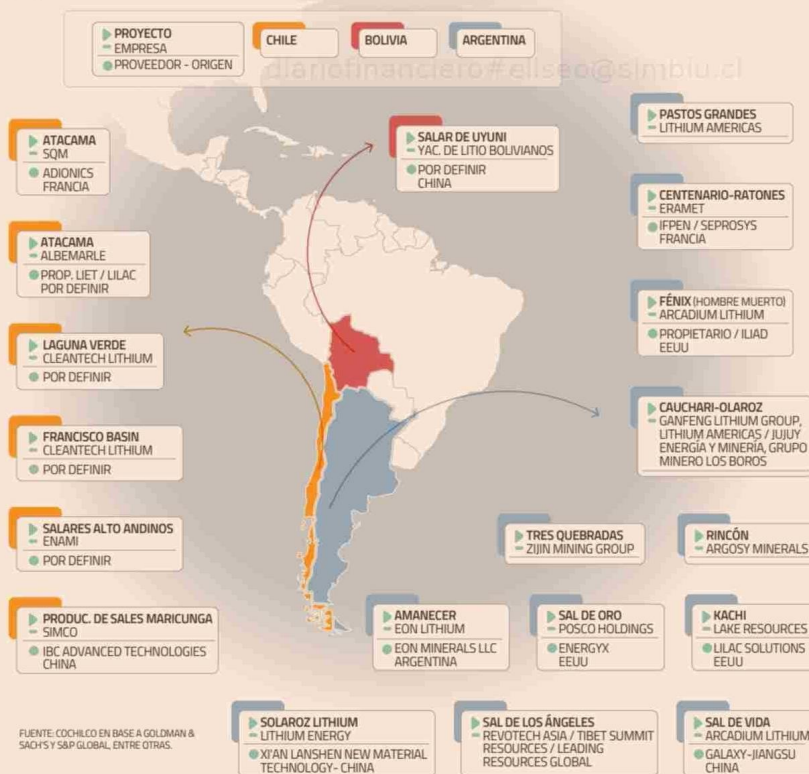 PROYECTO
EMPRESA
PROVEEDOR - ORIGEN
CHILE
BOLIVIA
ARGENTINA
diariofinanciero#eliseo@simbiu.cl
ATACAMA
SQM
ADIONICS
FRANCIA
ATACAMA
ALBEMARLE
PROP. LIET / LILAC
POR DEFINIR
LAGUNA VERDE
CLEANTECH LITHIUM
POR DEFINIR
FRANCISCO BASIN
CLEANTECH LITHIUM
POR DEFINIR
SALARES ALTO ANDINOS
ENAMI
POR DEFINIR
PRODUC. DE SALES MARICUNGA
SIMCO
IBC ADVANCED TECHNOLOGIES
CHINA
SALAR DE UYUNI
YAC. DE LITIO BOLIVIANOS
POR DEFINIR
CHINA
PASTOS GRANDES
LITHIUM AMERICAS
CENTENARIO-RATONES
ERAMET
IFPEN / SEPROSYS
FRANCIA
FÉNIX (HOMBRE MUERTO)
ARCADIUM LITHIUM
PROPIETARIO / ILIAD
EEUU
CAUCHARI-OLAROZ
GANFENG LITHIUM GROUP,
LITHIUM AMERICAS / JUJUY
ENERGÍA Y MINERÍA, GRUPO
MINERO LOS BOROS
TRES QUEBRADAS
ZIJIN MINING GROUP
RINCÓN
ARGOSY MINERALS
AMANECER
EON LITHIUM
EON MINERALS LLC
ARGENTINA
SAL DE ORO
POSCO HOLDINGS
ENERGYX
EEUU
KACHI
LAKE RESOURCES
LILAC SOLUTIONS
EEUU
SOLAROZ LITHIUM
LITHIUM ENERGY
XI'AN LANSHEN NEW MATERIAL
TECHNOLOGY- CHINA
SAL DE LOS ÁNGELES
REVOTECH ASIA / TIBET SUMMIT
RESOURCES / LEADING
RESOURCES GLOBAL
SAL DE VIDA
ARCADIUM LITHIUM
GALAXY-JIANGSU
CHINA
FUENTE: COCHILCO EN BASE A GOLDMAN &
SACH'S Y S&P GLOBAL, ENTRE OTRAS.